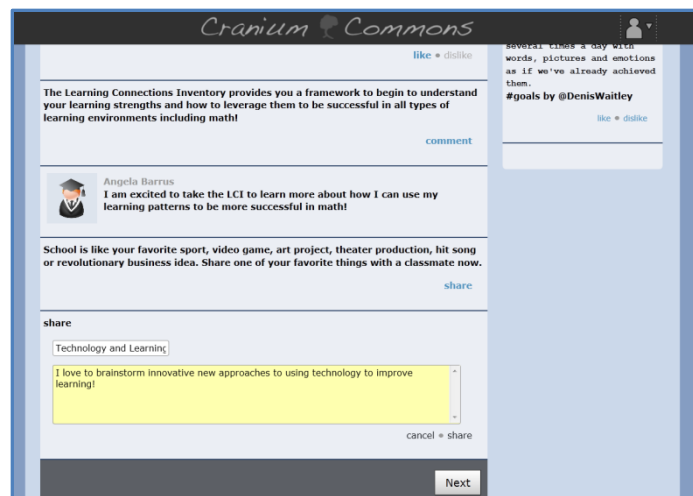 Cranium Commons
like • dislike
The Learning Connections Inventory provides you a framework to begin to understand
your learning strengths and how to leverage them to be successful in all types of
learning environments including math!
comment
Angela Barrus
I am excited to take the LCI to learn more about how I can use my
learning patterns to be more successful in math!
School is like your favorite sport, video game, art project, theater production, hit song
or revolutionary business idea. Share one of your favorite things with a classmate now.
share
share
Technology and Learning
I love to brainstorm innovative new approaches to using technology to improve
learning!
cancel • share
Next
several times a day with
words, pictures and emotions
as if we've already achieved
them.
#goals by @DenisWaitley
like • dislike